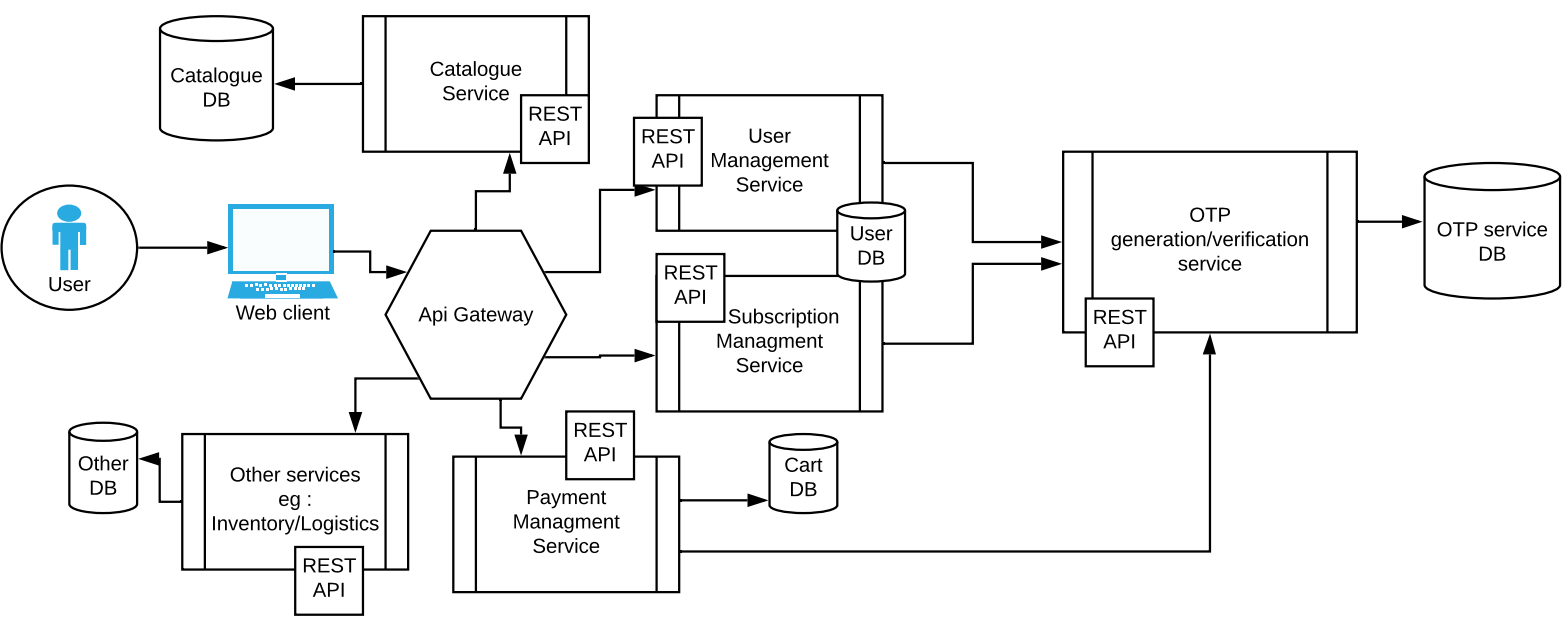 Catalogue
DB
Catalogue
Service
REST
API
User
Web client
Api Gateway
REST
API
User
Management
Service
User
DB
REST
API
Subscription
Managment
Service
OTP
generation/verification
service
REST
API
OTP service
DB
Other
DB
Other services
eg :
Inventory/Logistics
REST
API
REST
API
Payment
Managment
Service
Cart
DB